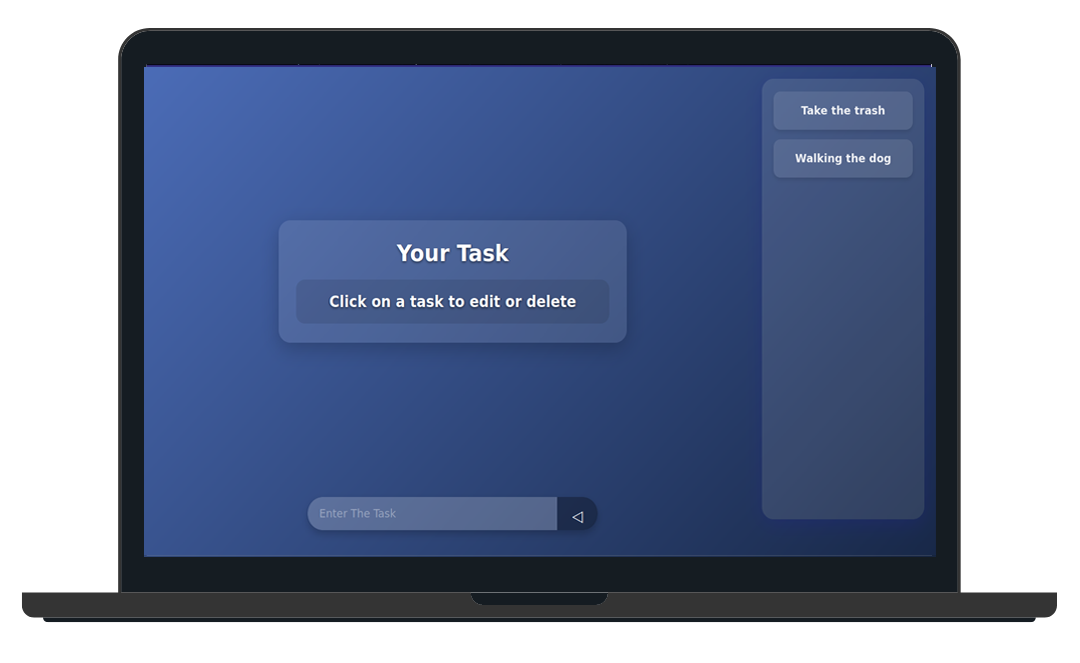 Take the trash
Walking the dog
Your Task
Click on a task to edit or delete
Enter The Task